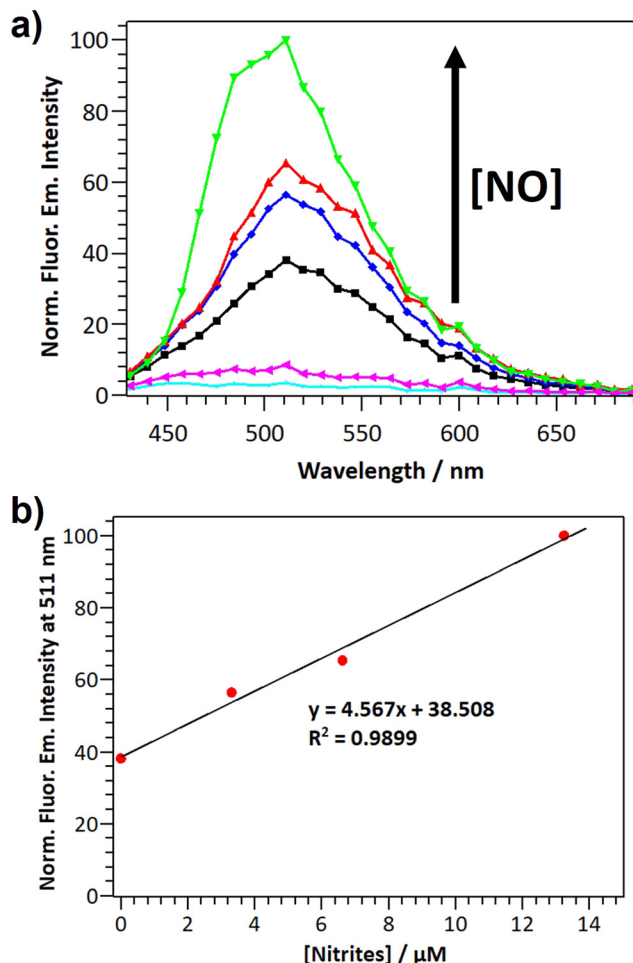 a)
Norm. Fluor. Em. Intensity
100
80
60
40
20
0
[NO]
450 500 550 600 650
Wavelength / nm
b)
Norm. Fluor. Em. Intensity at 511 nm
100
80
60
40
20
0
y = 4.567x + 38.508
R² = 0.9899
0 2 4 6 8 10 12 14
[Nitrites] / µM